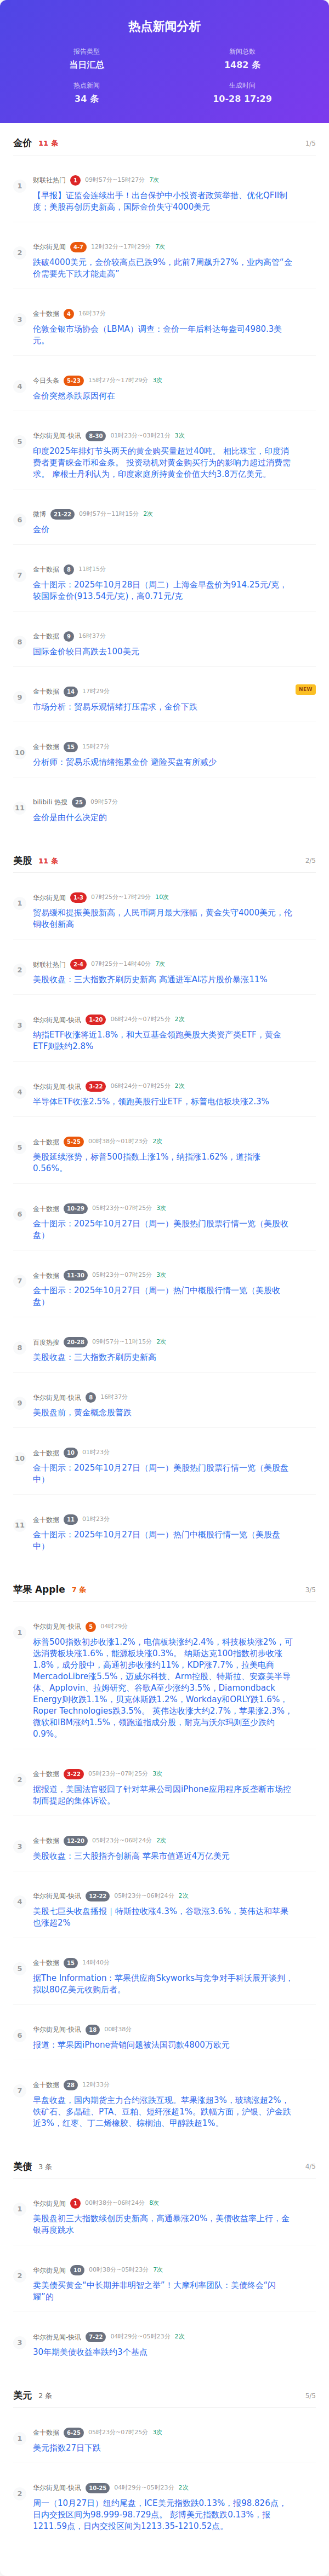 热点新闻分析
报告类型
新闻总数
当日汇总
1482 条
热点新闻
生成时间
34 条
10-28 17:29
金价 11 条 1/5
1
财联社热门 1 09时57分~15时27分 7次
【早报】证监会连续出手！出台保护中小投资者政策举措、优化QFII制
度；美股再创历史新高，国际金价失守4000美元
2
华尔街见闻 4-7 12时32分~17时29分 7次
跌破4000美元，金价较高点已跌9%，此前7周飙升27%，业内高管“金
价需要先下跌才能走高”
3
金十数据 4 16时37分
伦敦金银市场协会（LBMA）调查：金价一年后料达每盎司4980.3美
元。
4
今日头条 5-23 15时27分~17时29分 3次
金价突然杀跌原因何在
5
华尔街见闻-快讯 8-30 01时23分~03时21分 3次
印度2025年排灯节头两天的黄金购买量超过40吨。 相比珠宝，印度消
费者更青睐金币和金条。 投资动机对黄金购买行为的影响力超过消费需
求。 摩根士丹利认为，印度家庭所持黄金价值大约3.8万亿美元。
6
微博 21-22 09时57分~11时15分 2次
金价
7
金十数据 8 11时15分
金十图示：2025年10月28日（周二）上海金早盘价为914.25元/克，
较国际金价(913.54元/克)，高0.71元/克
8
金十数据 9 16时37分
国际金价较日高跌去100美元
9
金十数据 14 17时29分 NEW
市场分析：贸易乐观情绪打压需求，金价下跌
10
金十数据 15 15时27分
分析师：贸易乐观情绪拖累金价 避险买盘有所减少
11
bilibili 热搜 25 09时57分
金价是由什么决定的
美股 11 条 2/5
1
华尔街见闻 1-3 07时25分~17时29分 10次
贸易缓和提振美股新高，人民币两月最大涨幅，黄金失守4000美元，伦
铜收创新高
2
财联社热门 2-4 07时25分~14时40分 7次
美股收盘：三大指数齐刷历史新高 高通进军AI芯片股价暴涨11%
3
华尔街见闻-快讯 1-20 06时24分~07时25分 2次
纳指ETF收涨将近1.8%，和大豆基金领跑美股大类资产类ETF，黄金
ETF则跌约2.8%
4
华尔街见闻-快讯 3-22 06时24分~07时25分 2次
半导体ETF收涨2.5%，领跑美股行业ETF，标普电信板块涨2.3%
5
金十数据 5-25 00时38分~01时23分 2次
美股延续涨势，标普500指数上涨1%，纳指涨1.62%，道指涨
0.56%。
6
金十数据 10-29 05时23分~07时25分 3次
金十图示：2025年10月27日（周一）美股热门股票行情一览（美股收
盘）
7
金十数据 11-30 05时23分~07时25分 3次
金十图示：2025年10月27日（周一）热门中概股行情一览（美股收
盘）
8
百度热搜 20-28 09时57分~11时15分 2次
美股收盘：三大指数齐刷历史新高
9
华尔街见闻-快讯 8 16时37分
美股盘前，黄金概念股普跌
10
金十数据 10 01时23分
金十图示：2025年10月27日（周一）美股热门股票行情一览（美股盘
中）
11
金十数据 11 01时23分
金十图示：2025年10月27日（周一）热门中概股行情一览（美股盘
中）
苹果 Apple 7 条 3/5
1
华尔街见闻-快讯 5 04时29分
标普500指数初步收涨1.2%，电信板块涨约2.4%，科技板块涨2%，可
选消费板块涨1.6%，能源板块涨0.3%。 纳斯达克100指数初步收涨
1.8%，成分股中，高通初步收涨约11%，KDP涨7.7%，拉美电商
MercadoLibre涨5.5%，迈威尔科技、Arm控股、特斯拉、安森美半导
体、Applovin、拉姆研究、谷歌A至少涨约3.5%，Diamondback
Energy则收跌1.1%，贝克休斯跌1.2%，Workday和ORLY跌1.6%，
Roper Technologies跌3.5%。 英伟达收涨大约2.7%，苹果涨2.3%，
微软和IBM涨约1.5%，领跑道指成分股，耐克与沃尔玛则至少跌约
0.9%。
2
金十数据 3-22 05时23分~07时25分 3次
据报道，美国法官驳回了针对苹果公司因iPhone应用程序反垄断市场控
制而提起的集体诉讼。
3
金十数据 12-20 05时23分~06时24分 2次
美股收盘：三大股指齐创新高 苹果市值逼近4万亿美元
4
华尔街见闻-快讯 12-22 05时23分~06时24分 2次
美股七巨头收盘播报｜特斯拉收涨4.3%，谷歌涨3.6%，英伟达和苹果
也涨超2%
5
金十数据 15 14时40分
据The Information：苹果供应商Skyworks与竞争对手科沃展开谈判，
拟以80亿美元收购后者。
6
华尔街见闻-快讯 18 00时38分
报道：苹果因iPhone营销问题被法国罚款4800万欧元
7
金十数据 28 12时33分
早盘收盘，国内期货主力合约涨跌互现。苹果涨超3%，玻璃涨超2%，
铁矿石、多晶硅、PTA、豆粕、短纤涨超1%。跌幅方面，沪银、沪金跌
近3%，红枣、丁二烯橡胶、棕榈油、甲醇跌超1%。
美债 3 条 4/5
1
华尔街见闻 1 00时38分~06时24分 8次
美股盘初三大指数续创历史新高，高通暴涨20%，美债收益率上行，金
银再度跳水
2
华尔街见闻 10 00时38分~05时23分 7次
卖美债买黄金“中长期并非明智之举”！大摩利率团队：美债终会“闪
耀”的
3
华尔街见闻-快讯 7-22 04时29分~05时23分 2次
30年期美债收益率跌约3个基点
美元 2 条 5/5
1
金十数据 6-25 05时23分~07时25分 3次
美元指数27日下跌
2
华尔街见闻-快讯 10-25 04时29分~05时23分 2次
周一（10月27日）纽约尾盘，ICE美元指数跌0.13%，报98.826点，
日内交投区间为98.999-98.729点。 彭博美元指数跌0.13%，报
1211.59点，日内交投区间为1213.35-1210.52点。